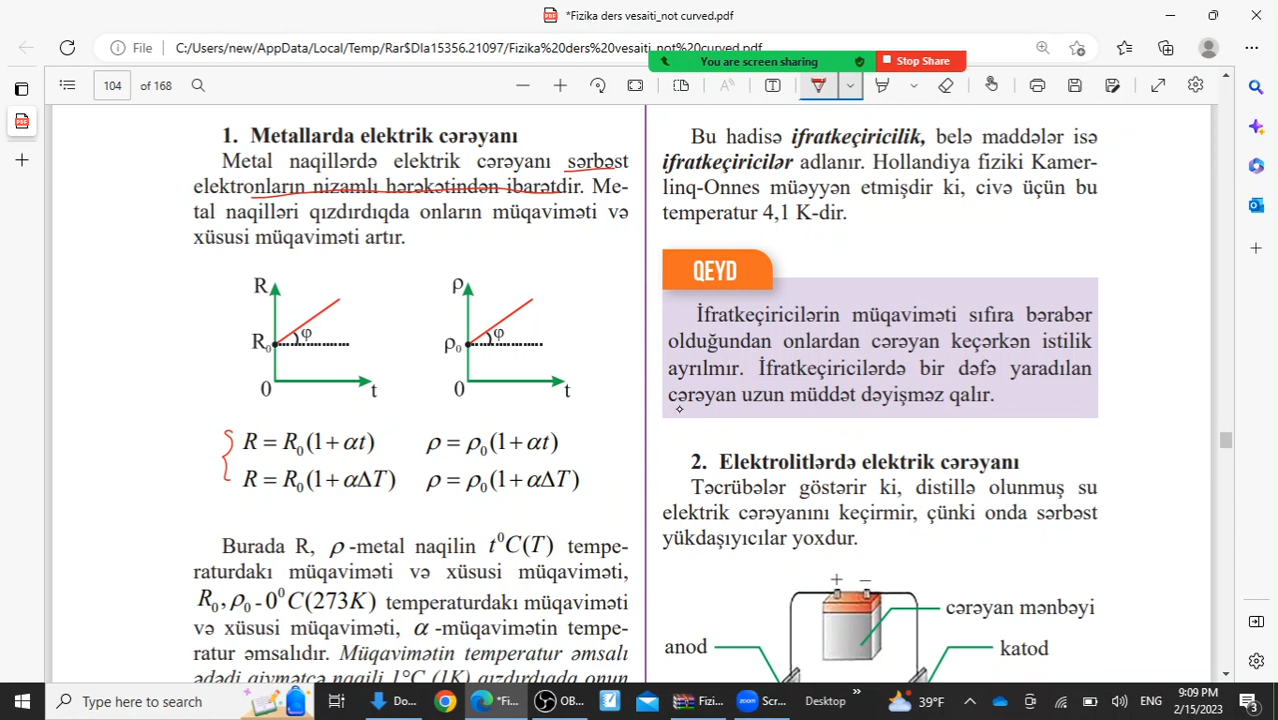 *Fizika ders vesaiti_not curved.pdf
File
C:/Users/new/AppData/Local/Temp/Rar$DIa15356.21097/Fizika%20ders%20vesaiti_not%20curved.pdf
You are screen sharing
Stop Share
104 of 168
1. Metallarda elektrik cərəyanı
Metal naqillərdə elektrik cərəyanı sərbəst
elektronların nizamlı hərəkətindən ibarətdir. Me-
tal naqilləri qızdırdıqda onların müqaviməti və
xüsusi müqaviməti artır.
R
R₀
φ
0
t
ρ
ρ₀
φ
0
t
R = R₀(1+αt)
ρ = ρ₀(1+αt)
R = R₀(1+αΔT)
ρ = ρ₀(1+αΔT)
Burada R, ρ -metal naqilin t⁰C(T) tempe-
raturdakı müqaviməti və xüsusi müqaviməti,
R₀, ρ₀ - 0⁰C(273K) temperaturdakı müqaviməti
və xüsusi müqaviməti, α -müqavimətin tempe-
ratur əmsalıdır. Müqavimətin temperatur əmsalı
ədədi qiymətcə naqili 1°C (1K) qızdırdıqda onun
Bu hadisə ifratkeçiricilik, belə maddələr isə
ifratkeçiricilər adlanır. Hollandiya fiziki Kamer-
linq-Onnes müəyyən etmişdir ki, civə üçün bu
temperatur 4,1 K-dir.
QEYD
İfratkeçiricilərin müqaviməti sıfıra bərabər
olduğundan onlardan cərəyan keçərkən istilik
ayrılmır. İfratkeçiricilərdə bir dəfə yaradılan
cərəyan uzun müddət dəyişməz qalır.
2. Elektrolitlərdə elektrik cərəyanı
Təcrübələr göstərir ki, distillə olunmuş su
elektrik cərəyanını keçirmir, çünki onda sərbəst
yükdaşıyıcılar yoxdur.
+ −
cərəyan mənbəyi
anod
katod
Type here to search
Do...
*Fi...
OB...
Fizi...
Scr...
Desktop
39°F
ENG
9:09 PM
2/15/2023
3